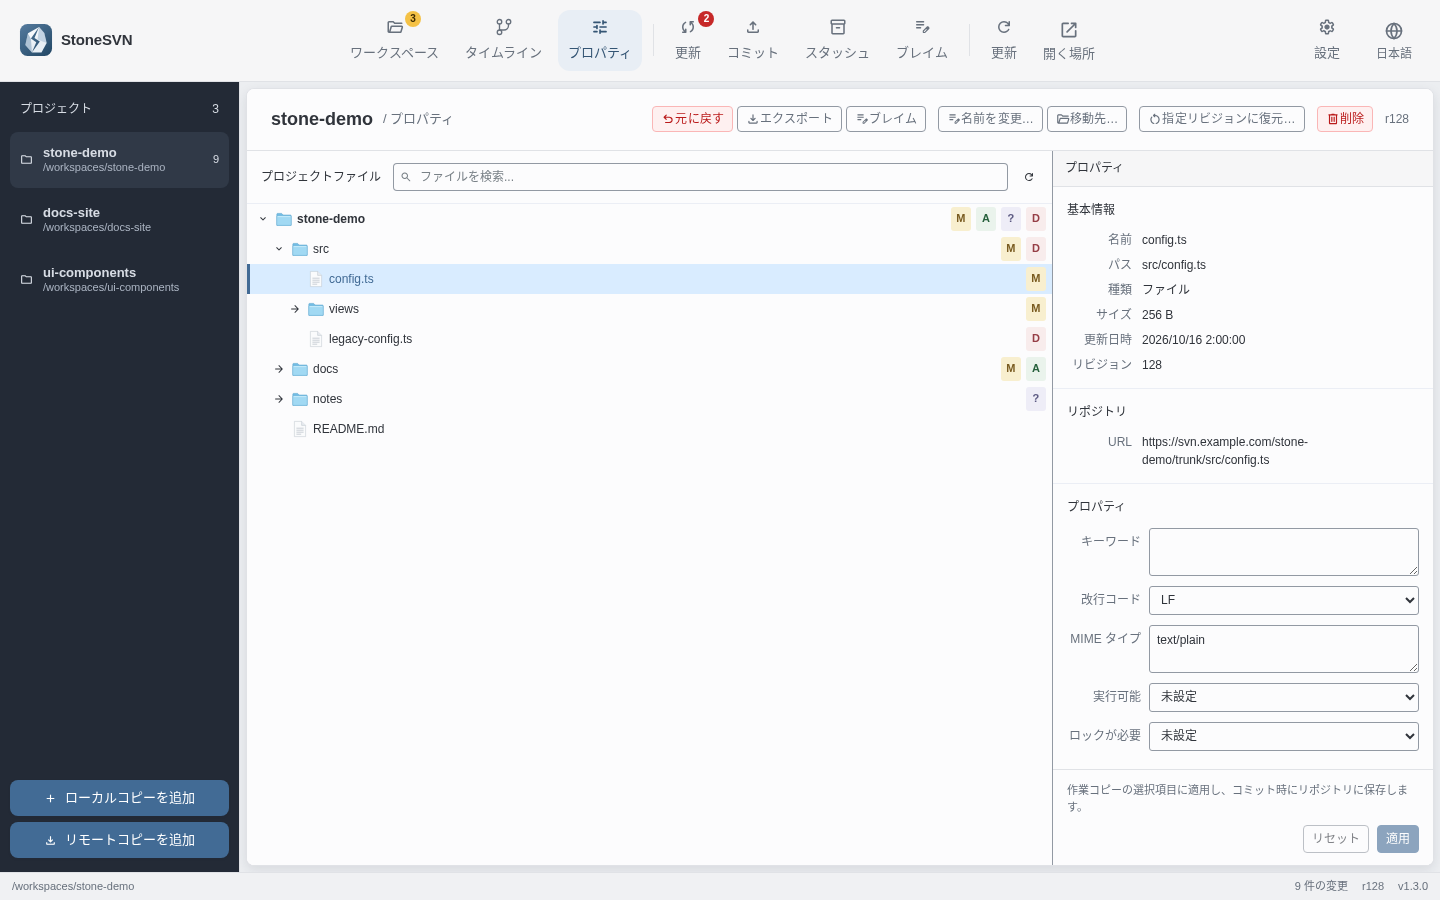 StoneSVN
ワークスペース
3
タイムライン
プロパティ
更新
2
コミット
スタッシュ
ブレイム
更新
開く場所
設定
日本語
プロジェクト
3
stone-demo
/workspaces/stone-demo
9
docs-site
/workspaces/docs-site
ui-components
/workspaces/ui-components
ローカルコピーを追加
リモートコピーを追加
stone-demo / プロパティ
元に戻す
エクスポート
ブレイム
名前を変更...
移動先...
指定リビジョンに復元...
削除
r128
プロジェクトファイル
ファイルを検索...
stone-demo M A ? D
src M D
config.ts M
views M
legacy-config.ts D
docs M A
notes ?
README.md
プロパティ
基本情報
名前 config.ts
パス src/config.ts
種類 ファイル
サイズ 256 B
更新日時 2026/10/16 2:00:00
リビジョン 128
リポジトリ
URL https://svn.example.com/stone-
demo/trunk/src/config.ts
プロパティ
キーワード
改行コード LF
MIME タイプ text/plain
実行可能 未設定
ロックが必要 未設定
作業コピーの選択項目に適用し、コミット時にリポジトリに保存しま
す。
リセット
適用
/workspaces/stone-demo
9 件の変更
r128
v1.3.0